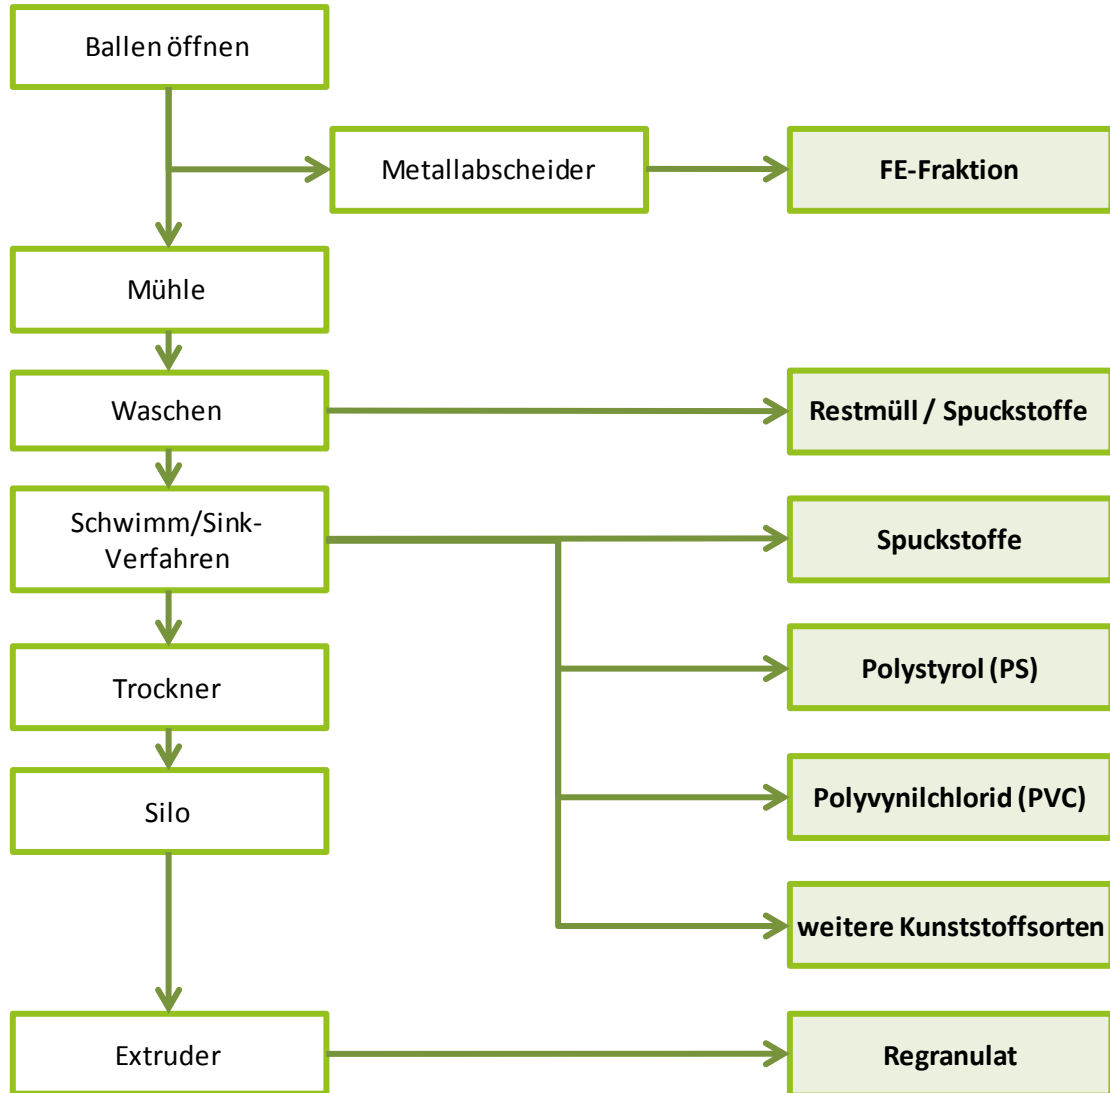 Ballen öffnen
Metallabscheider
FE-Fraktion
Mühle
Waschen
Restmüll / Spuckstoffe
Schwimm/Sink-
Verfahren
Spuckstoffe
Trockner
Polystyrol (PS)
Silo
Polyvynilchlorid (PVC)
weitere Kunststoffsorten
Extruder
Regranulat